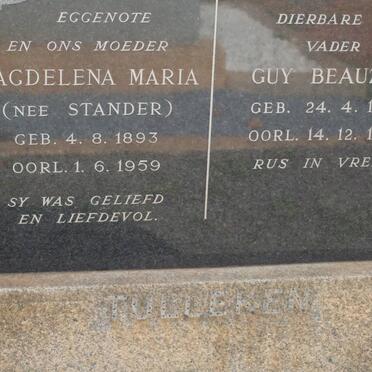 EGGENOTE
EN ONS MOEDER
AGDELENA MARIA
(NEE STANDER)
GEB. 4. 8. 1893
OORL. 1. 6. 1959
SY WAS GELIEFD
EN LIEFDEVOL.
DIERBARE
VADER
GUY BEAU
GEB. 24. 4. 1
OORL. 14. 12. 1
RUS IN VRE